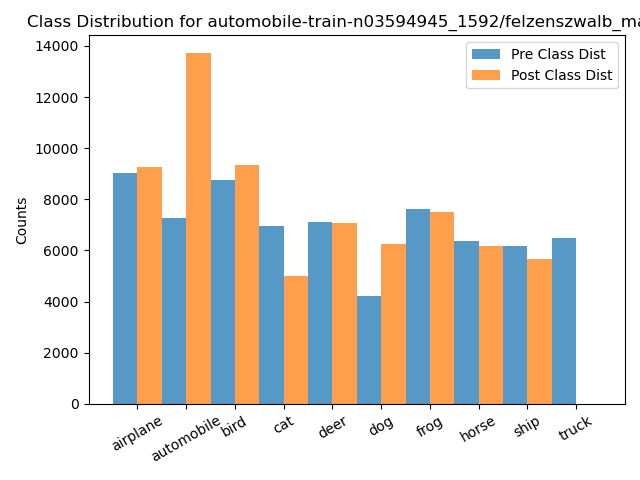 Class Distribution for automobile-train-n03594945_1592/felzenszwalb_ma
Pre Class Dist
Post Class Dist
Counts
14000
12000
10000
8000
6000
4000
2000
0
airplane
automobile
bird
cat
deer
dog
frog
horse
ship
truck